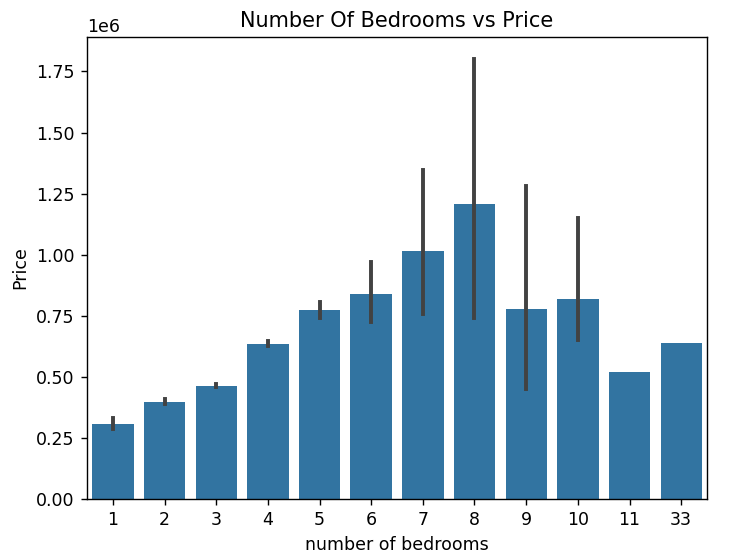 Number Of Bedrooms vs Price
1e6
1.75
1.50
1.25
1.00
0.75
0.50
0.25
0.00
Price
1 2 3 4 5 6 7 8 9 10 11 33
number of bedrooms